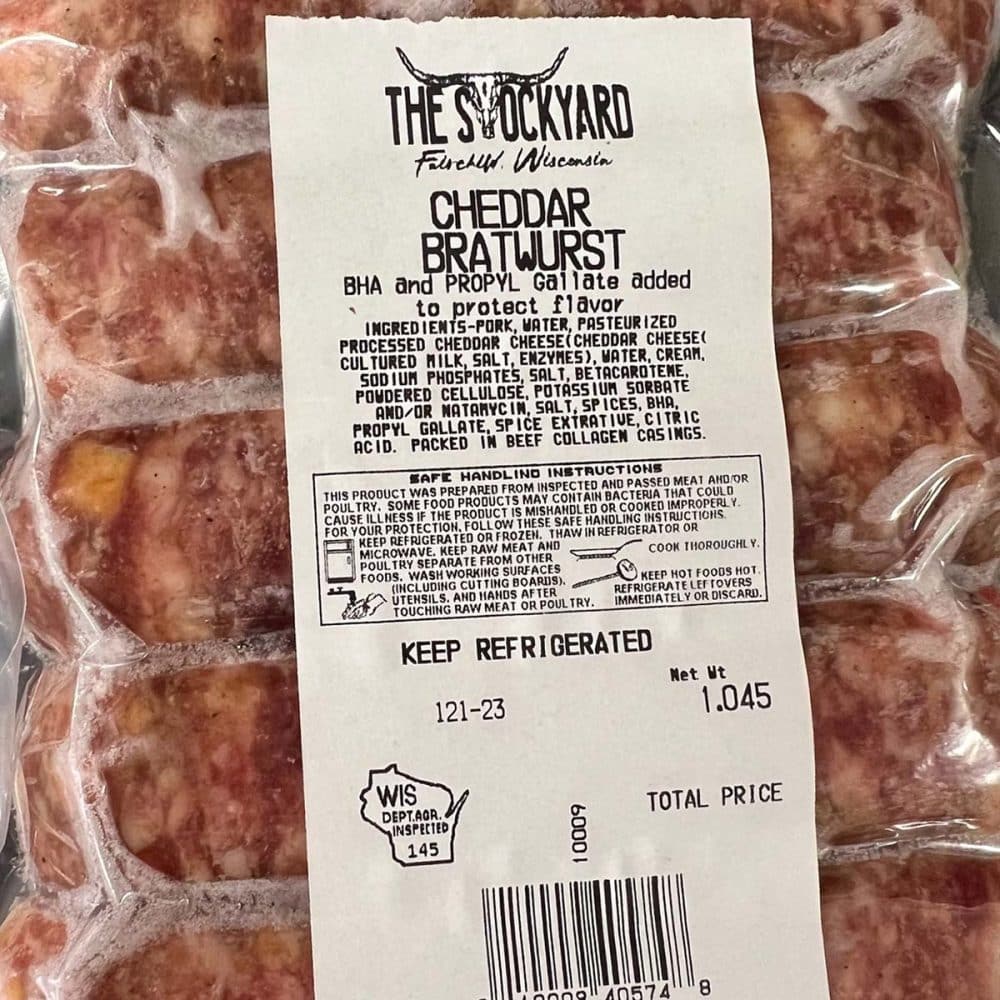 THE STOCKYARD
Fairchild, Wisconsin
CHEDDAR
BRATWURST
BHA and PROPYL Gallate added
to protect flavor
INGREDIENTS-PORK, WATER, PASTEURIZED
PROCESSED CHEDDAR CHEESE(CHEDDAR CHEESE(
CULTURED MILK, SALT, ENZYMES), WATER, CREAM,
SODIUM PHOSPHATES, SALT, BETACAROTENE,
POWDERED CELLULOSE, POTASSIUM SORBATE
AND/OR NATAMYCIN, SALT, SPICES, BHA,
PROPYL GALLATE, SPICE EXTRATIVE, CITRIC
ACID. PACKED IN BEEF COLLAGEN CASINGS.
SAFE HANDLING INSTRUCTIONS
THIS PRODUCT WAS PREPARED FROM INSPECTED AND PASSED MEAT AND/OR
POULTRY. SOME FOOD PRODUCTS MAY CONTAIN BACTERIA THAT COULD
CAUSE ILLNESS IF THE PRODUCT IS MISHANDLED OR COOKED IMPROPERLY.
FOR YOUR PROTECTION, FOLLOW THESE SAFE HANDLING INSTRUCTIONS.
KEEP REFRIGERATED OR FROZEN. THAW IN REFRIGERATOR OR
MICROWAVE. KEEP RAW MEAT AND
POULTRY SEPARATE FROM OTHER
FOODS. WASH WORKING SURFACES
(INCLUDING CUTTING BOARDS),
UTENSILS, AND HANDS AFTER
TOUCHING RAW MEAT OR POULTRY.
COOK THOROUGHLY.
KEEP HOT FOODS HOT.
REFRIGERATE LEFTOVERS
IMMEDIATELY OR DISCARD.
KEEP REFRIGERATED
Net Wt
121-23
1.045
WIS
DEPT.AGR.
INSPECTED
145
10009
TOTAL PRICE
40574 8